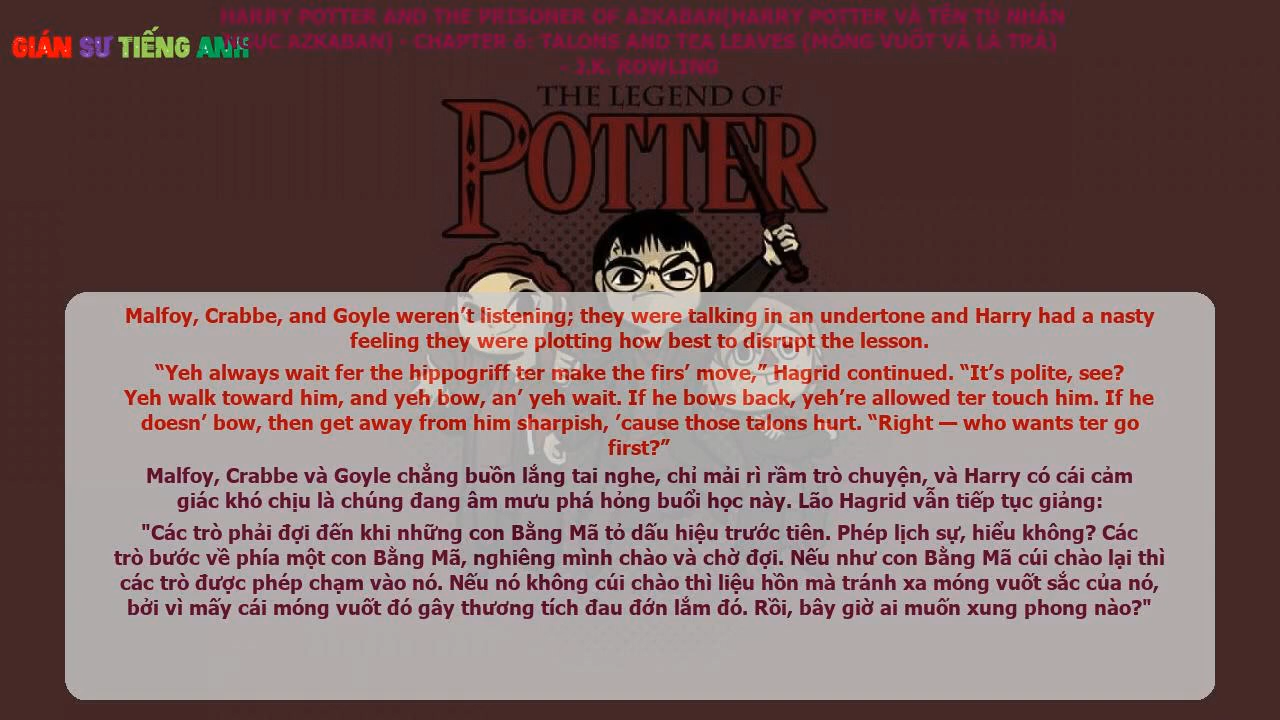 HARRY POTTER AND THE PRISONER OF AZKABAN(HARRY POTTER VÀ TÊN TÙ NHÂN
GIÁN SƯ TIẾNG ANH
NGỤC AZKABAN) - CHAPTER 6: TALONS AND TEA LEAVES (MÓNG VUỐT VÀ LÁ TRÀ)
- J.K. ROWLING
THE LEGEND OF
POTTER
Malfoy, Crabbe, and Goyle weren’t listening; they were talking in an undertone and Harry had a nasty
feeling they were plotting how best to disrupt the lesson.
“Yeh always wait fer the hippogriff ter make the firs’ move,” Hagrid continued. “It’s polite, see?
Yeh walk toward him, and yeh bow, an’ yeh wait. If he bows back, yeh’re allowed ter touch him. If he
doesn’ bow, then get away from him sharpish, ’cause those talons hurt. “Right — who wants ter go
first?”
Malfoy, Crabbe và Goyle chẳng buồn lắng tai nghe, chỉ mải rì rầm trò chuyện, và Harry có cái cảm
giác khó chịu là chúng đang âm mưu phá hỏng buổi học này. Lão Hagrid vẫn tiếp tục giảng:
"Các trò phải đợi đến khi những con Bằng Mã tỏ dấu hiệu trước tiên. Phép lịch sự, hiểu không? Các
trò bước về phía một con Bằng Mã, nghiêng mình chào và chờ đợi. Nếu như con Bằng Mã cúi chào lại thì
các trò được phép chạm vào nó. Nếu nó không cúi chào thì liệu hồn mà tránh xa móng vuốt sắc của nó,
bởi vì mấy cái móng vuốt đó gây thương tích đau đớn lắm đó. Rồi, bây giờ ai muốn xung phong nào?"